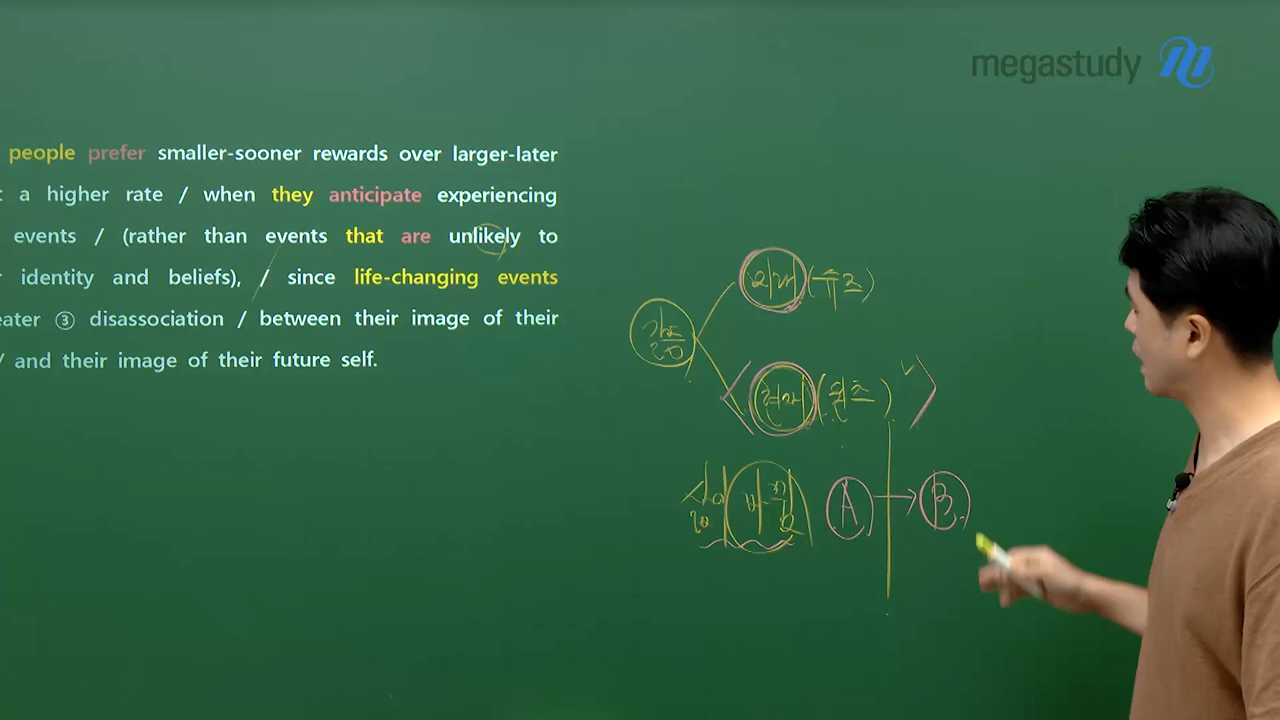 megastudy
people prefer smaller-sooner rewards over larger-later
: a higher rate / when they anticipate experiencing
events / (rather than events that are unlikely to
identity and beliefs), / since life-changing events
eater ③ disassociation / between their image of their
/ and their image of their future self.
A → B